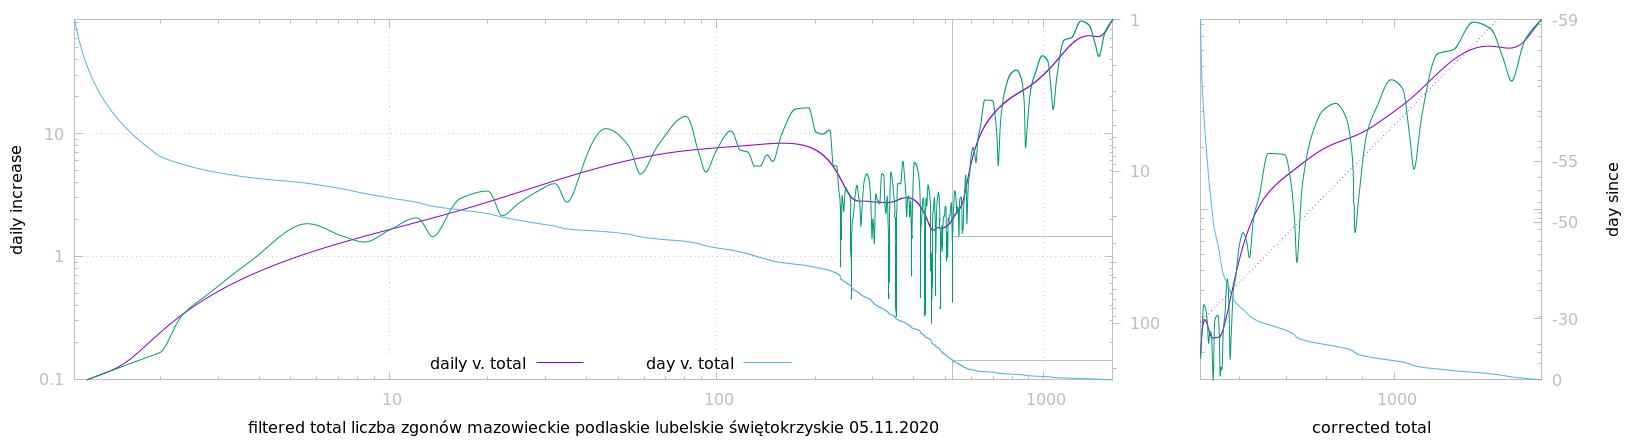 1
-59
10
daily increase
-55
day since
10
-50
1
100
-30
daily v. total
day v. total
0.1
0
10
100
1000
1000
filtered total liczba zgonów mazowieckie podlaskie lubelskie świętokrzyskie 05.11.2020
corrected total